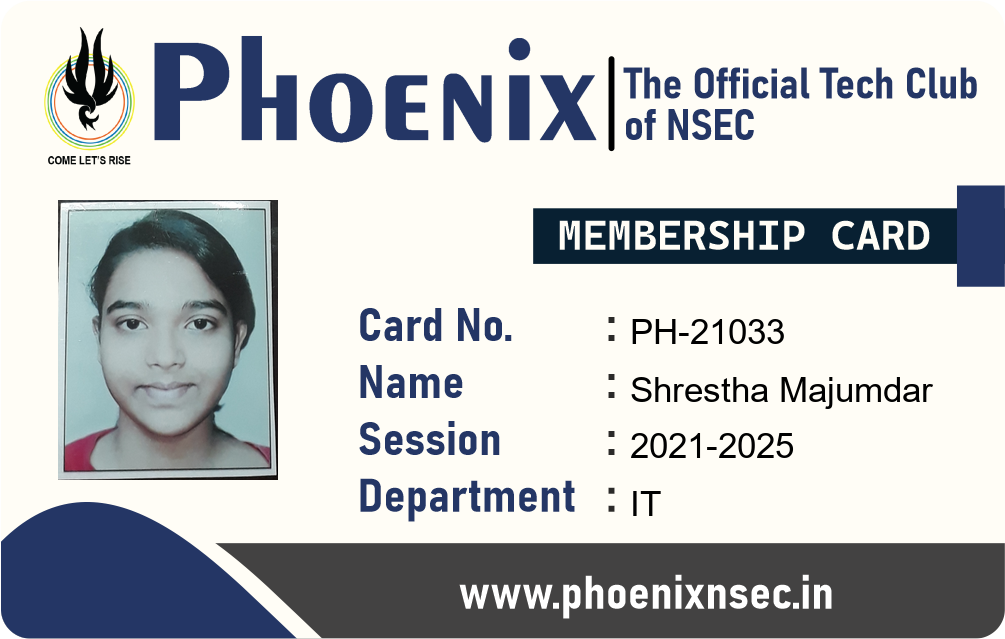 Phoenix
The Official Tech Club
of NSEC
COME LET'S RISE
MEMBERSHIP CARD
Card No. : PH-21033
Name : Shrestha Majumdar
Session : 2021-2025
Department : IT
www.phoenixnsec.in